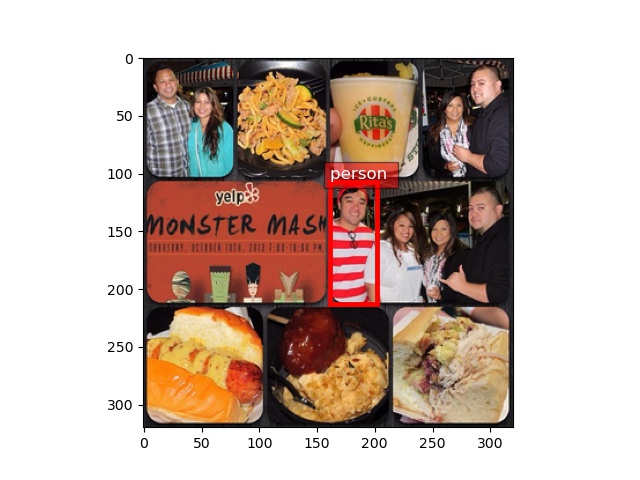 0
50
100
150
200
250
300
ICE · CUSTARD
Rita's
HAPPINESS
person
yelp
MONSTER MASH
THURSDAY, OCTOBER 10TH, 2013 7:00-10:00 PM
0 50 100 150 200 250 300